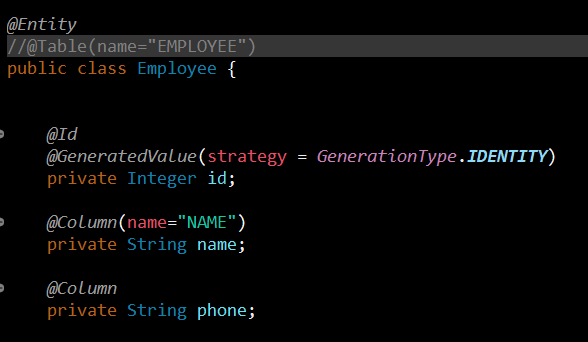 @Entity
//@Table(name="EMPLOYEE")
public class Employee {
@Id
@GeneratedValue(strategy = GenerationType.IDENTITY)
private Integer id;
@Column(name="NAME")
private String name;
@Column
private String phone;